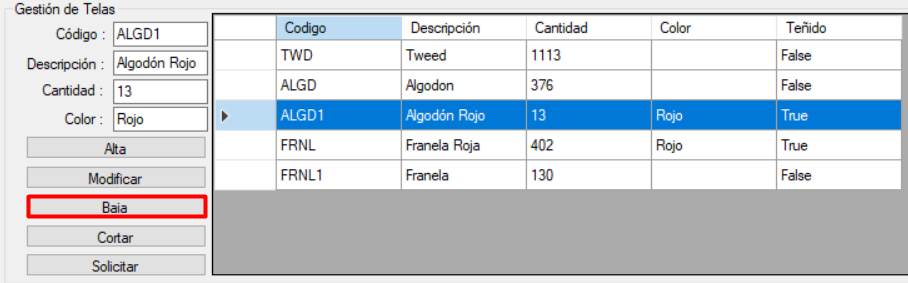 Gestión de Telas
Código : ALGD1
Descripción : Algodón Rojo
Cantidad : 13
Color : Rojo
Alta
Modificar
Baja
Cortar
Solicitar
Codigo Descripción Cantidad Color Teñido
TWD Tweed 1113 False
ALGD Algodon 376 False
ALGD1 Algodón Rojo 13 Rojo True
FRNL Franela Roja 402 Rojo True
FRNL1 Franela 130 False